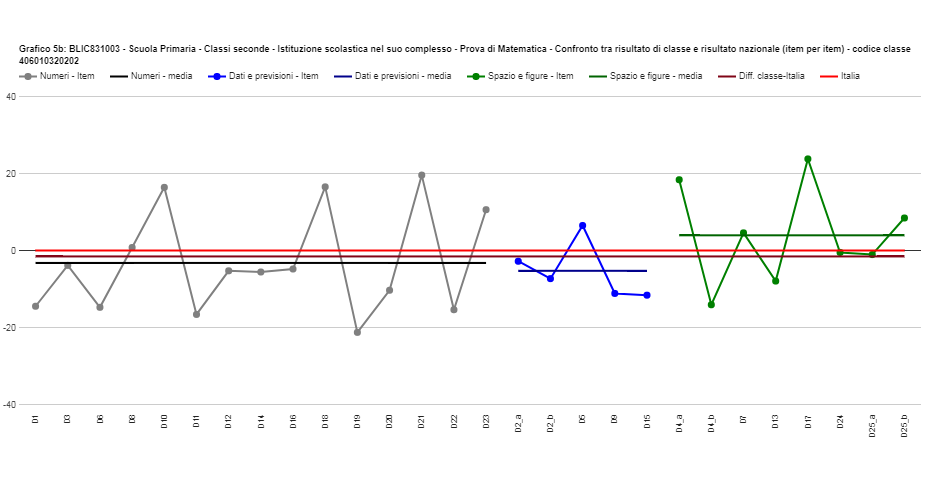 Grafico 5b: BLIC831003 - Scuola Primaria - Classi seconde - Istituzione scolastica nel suo complesso - Prova di Matematica - Confronto tra risultato di classe e risultato nazionale (item per item) - codice classe
406010320202
Numeri - Item Numeri - media Dati e previsioni - Item Dati e previsioni - media Spazio e figure - Item Spazio e figure - media Diff. classe-Italia Italia
40
20
0
-20
-40
D1 D3 D6 D8 D10 D11 D12 D14 D16 D18 D19 D20 D21 D22 D23 D2_a D2_b D5 D9 D15 D4_a D4_b D7 D13 D17 D24 D25_a D25_b